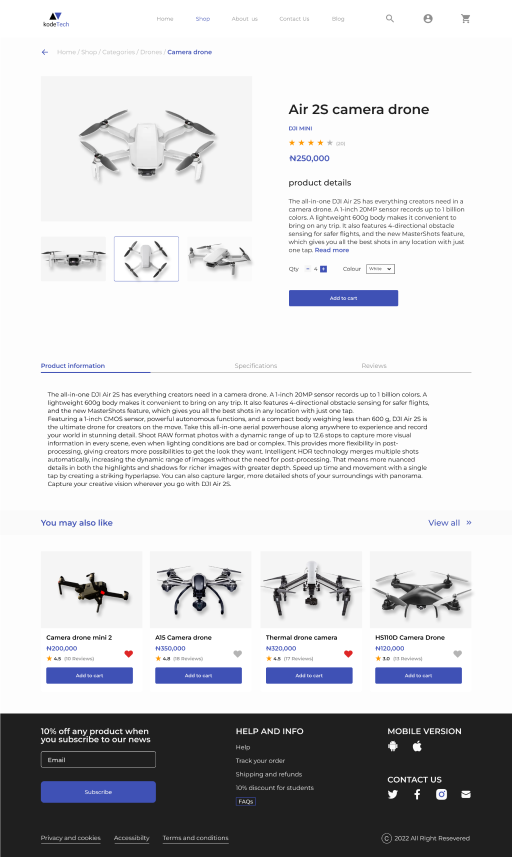 kodeTech
Home
Shop
About us
Contact Us
Blog
Home / Shop / Categories / Drones / Camera drone
Air 2S camera drone
DJI MINI
(20)
₦250,000
product details
The all-in-one DJI Air 2S has everything creators need in a
camera drone. A 1-inch 20MP sensor records up to 1 billion
colors. A lightweight 600g body makes it convenient to
bring on any trip. It also features 4-directional obstacle
sensing for safer flights, and the new MasterShots feature,
which gives you all the best shots in any location with just
one tap. Read more
Qty - 4 +
Colour White
Add to cart
Product information
Specifications
Reviews
The all-in-one DJI Air 2S has everything creators need in a camera drone. A 1-inch 20MP sensor records up to 1 billion colors. A
lightweight 600g body makes it convenient to bring on any trip. It also features 4-directional obstacle sensing for safer flights,
and the new MasterShots feature, which gives you all the best shots in any location with just one tap.
Featuring a 1-inch CMOS sensor, powerful autonomous functions, and a compact body weighing less than 600 g, DJI Air 2S is
the ultimate drone for creators on the move. Take this all-in-one aerial powerhouse along anywhere to experience and record
your world in stunning detail. Shoot RAW format photos with a dynamic range of up to 12.6 stops to capture more visual
information in every scene, even when lighting conditions are bad or complex. This provides more flexibility in post-
processing, giving creators more possibilities to get the look they want. Intelligent HDR technology merges multiple shots
automatically, increasing the dynamic range of images without the need for post-processing. That means more nuanced
details in both the highlights and shadows for richer images with greater depth. Speed up time and movement with a single
tap by creating a striking hyperlapse. You can also capture larger, more detailed shots of your surroundings with panorama.
Capture your creative vision wherever you go with DJI Air 2S.
You may also like
View all »
Camera drone mini 2
₦200,000
4.5 (10 Reviews)
Add to cart
A15 Camera drone
₦350,000
4.8 (18 Reviews)
Add to cart
Thermal drone camera
₦320,000
4.5 (17 Reviews)
Add to cart
HS110D Camera Drone
₦120,000
3.0 (13 Reviews)
Add to cart
10% off any product when
you subscribe to our news
Email
Subscribe
HELP AND INFO
Help
Track your order
Shipping and refunds
10% discount for students
FAQs
MOBILE VERSION
CONTACT US
Privacy and cookies
Accessibilty
Terms and conditions
© 2022 All Right Resevered